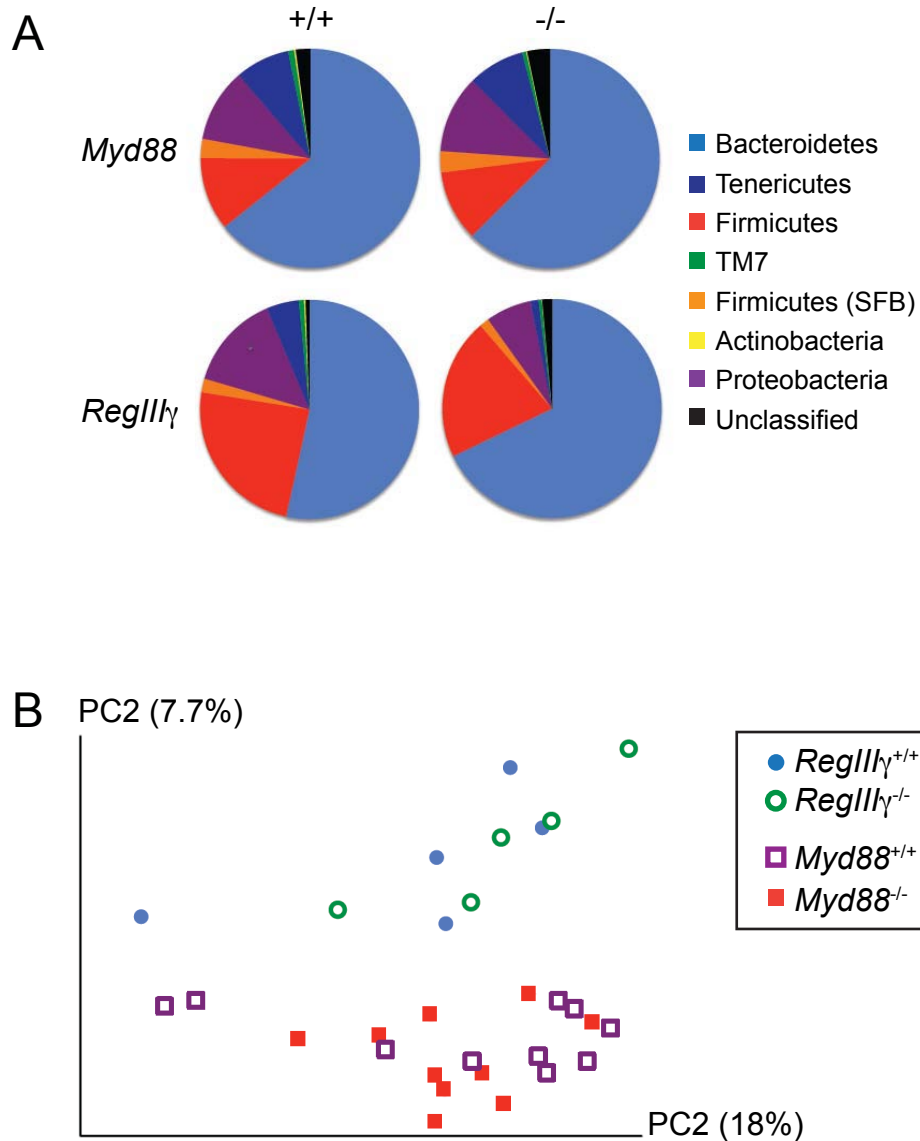 A
+/+
-/-
Myd88
RegIIIγ
Bacteroidetes
Tenericutes
Firmicutes
TM7
Firmicutes (SFB)
Actinobacteria
Proteobacteria
Unclassified
B
PC2 (7.7%)
RegIIIγ+/+
RegIIIγ-/-
Myd88+/+
Myd88-/-
PC2 (18%)